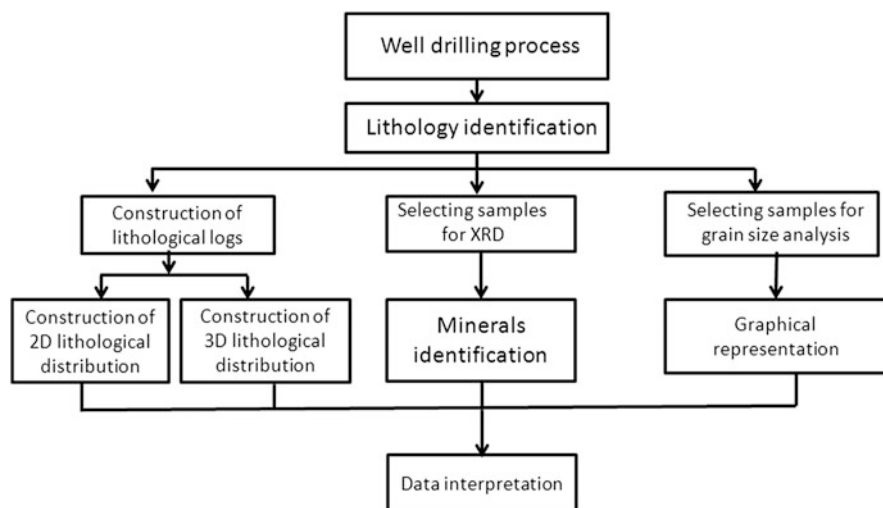 Well drilling process
Lithology identification
Construction of
lithological logs
Selecting samples
for XRD
Selecting samples for
grain size analysis
Construction of
2D lithological
distribution
Construction of
3D lithological
distribution
Minerals
identification
Graphical
representation
Data interpretation